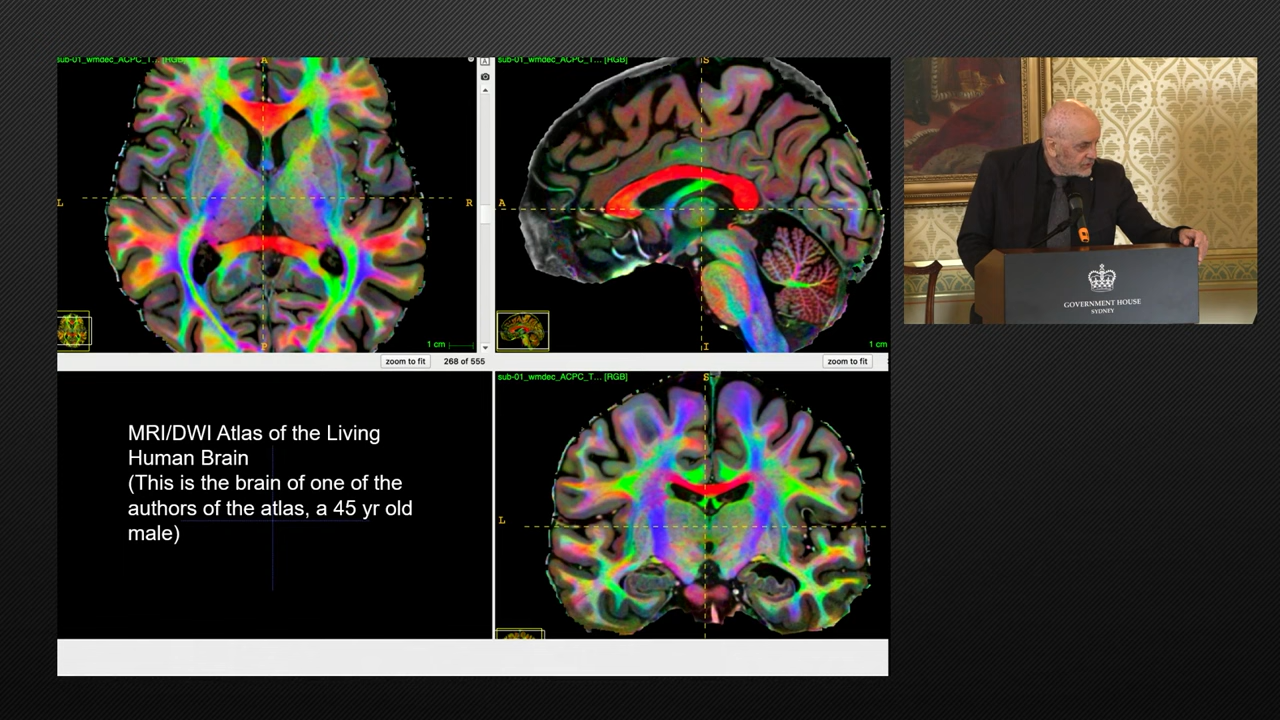 sub-01_wmdec_ACPC_T... [RGB]
A
L
R
P
1 cm
zoom to fit
268 of 555
sub-01_wmdec_ACPC_T... [RGB]
S
A
I
1 cm
zoom to fit
GOVERNMENT HOUSE
SYDNEY
MRI/DWI Atlas of the Living
Human Brain
(This is the brain of one of the
authors of the atlas, a 45 yr old
male)
sub-01_wmdec_ACPC_T... [RGB]
S
L